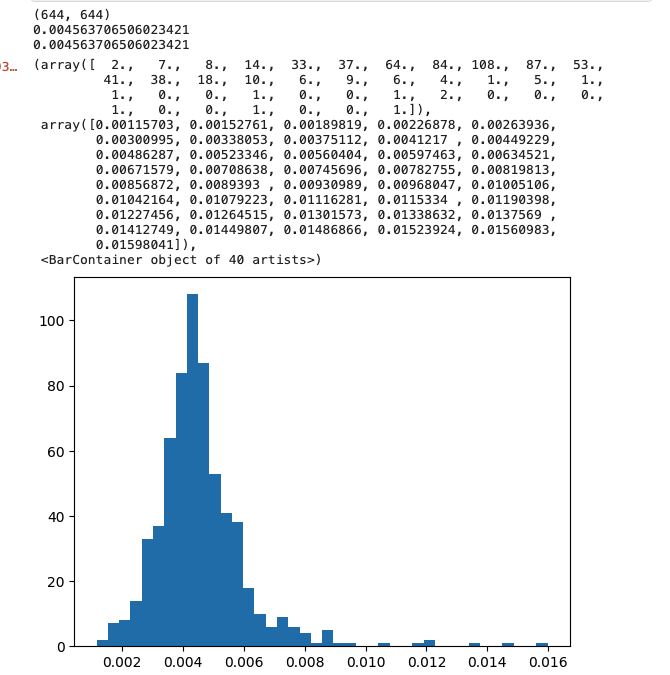 (644, 644)
0.004563706506023421
0.004563706506023421
3…
(array([  2.,   7.,   8.,  14.,  33.,  37.,  64.,  84., 108.,  87.,  53.,
         41.,  38.,  18.,  10.,   6.,   9.,   6.,   4.,   1.,   5.,   1.,
          1.,   0.,   0.,   1.,   0.,   0.,   1.,   2.,   0.,   0.,   0.,
          1.,   0.,   0.,   1.,   0.,   0.,   1.]),
 array([0.00115703, 0.00152761, 0.00189819, 0.00226878, 0.00263936,
        0.00300995, 0.00338053, 0.00375112, 0.0041217 , 0.00449229,
        0.00486287, 0.00523346, 0.00560404, 0.00597463, 0.00634521,
        0.00671579, 0.00708638, 0.00745696, 0.00782755, 0.00819813,
        0.00856872, 0.0089393 , 0.00930989, 0.00968047, 0.01005106,
        0.01042164, 0.01079223, 0.01116281, 0.0115334 , 0.01190398,
        0.01227456, 0.01264515, 0.01301573, 0.01338632, 0.0137569 ,
        0.01412749, 0.01449807, 0.01486866, 0.01523924, 0.01560983,
        0.01598041]),
 <BarContainer object of 40 artists>)
100
80
60
40
20
0
0.002 0.004 0.006 0.008 0.010 0.012 0.014 0.016